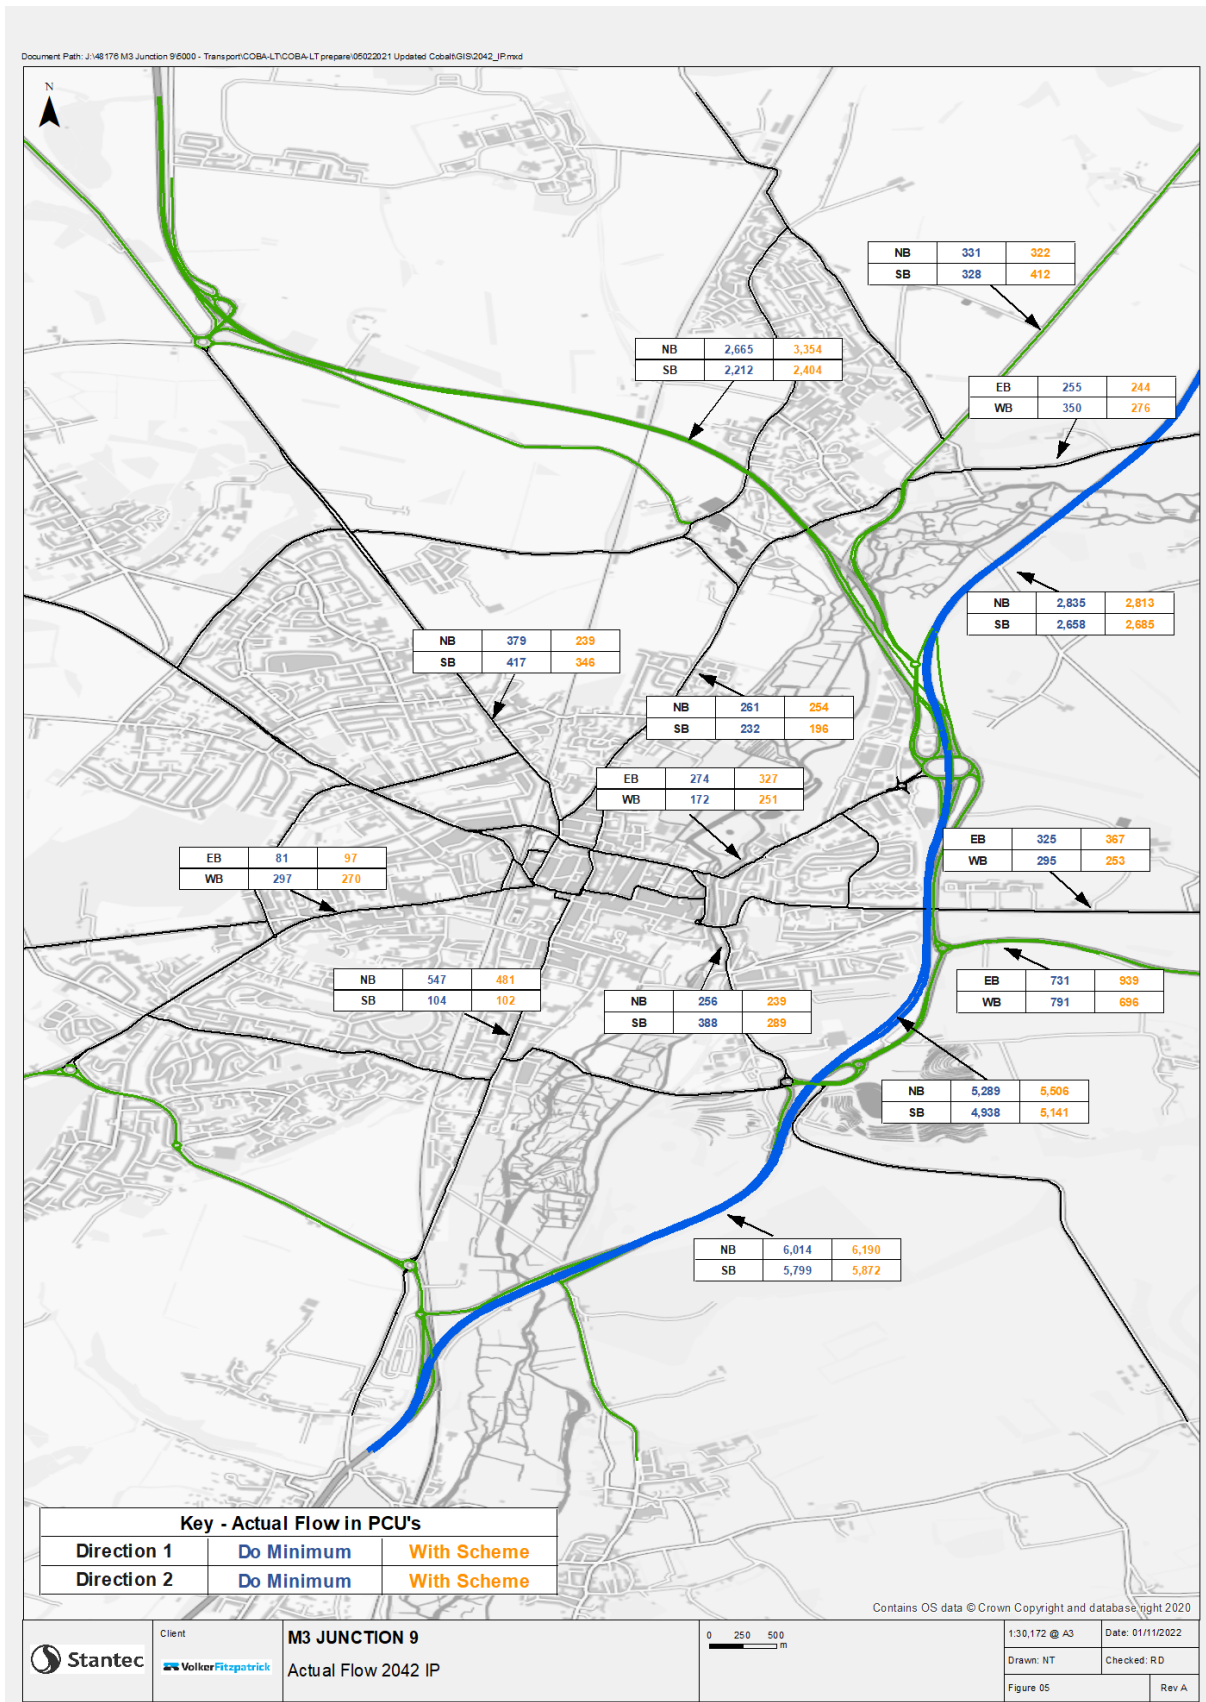 Document Path: J:\48176 M3 Junction 9\5000 - Transport\COBA-LT\COBA-LT prepare\05022021 Updated Cobalt\GIS\2042_IP.mxd
N
NB 331 322
SB 328 412
NB 2,665 3,354
SB 2,212 2,404
EB 255 244
WB 350 276
NB 2,835 2,813
SB 2,658 2,685
NB 379 239
SB 417 346
NB 261 254
SB 232 196
EB 274 327
WB 172 251
EB 325 367
WB 295 253
EB 81 97
WB 297 270
NB 547 481
SB 104 102
NB 256 239
SB 388 289
EB 731 939
WB 791 696
NB 5,289 5,506
SB 4,938 5,141
NB 6,014 6,190
SB 5,799 5,872
Key - Actual Flow in PCU's
Direction 1 Do Minimum With Scheme
Direction 2 Do Minimum With Scheme
Contains OS data © Crown Copyright and database right 2020
Stantec
Client
VolkerFitzpatrick
M3 JUNCTION 9
Actual Flow 2042 IP
0 250 500
m
1:30,172 @ A3 Date: 01/11/2022
Drawn: NT Checked: RD
Figure 05 Rev A